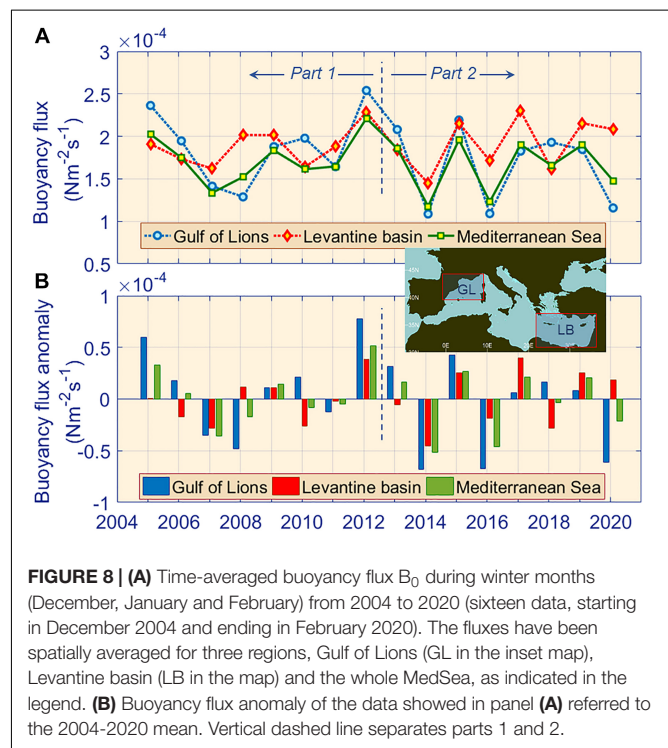 A
×10⁻⁴
Part 1
Part 2
3
2.5
2
1.5
1
0.5
Buoyancy flux
(Nm⁻²s⁻¹)
Gulf of Lions
Levantine basin
Mediterranean Sea
B
×10⁻⁴
45N
40N
35N
0E
10E
GL
LB
1
0.5
0
-0.5
-1
Buoyancy flux anomaly
(Nm⁻²s⁻¹)
Gulf of Lions
Levantine basin
Mediterranean Sea
2004 2006 2008 2010 2012 2014 2016 2018 2020
FIGURE 8 | (A) Time-averaged buoyancy flux B₀ during winter months
(December, January and February) from 2004 to 2020 (sixteen data, starting
in December 2004 and ending in February 2020). The fluxes have been
spatially averaged for three regions, Gulf of Lions (GL in the inset map),
Levantine basin (LB in the map) and the whole MedSea, as indicated in the
legend. (B) Buoyancy flux anomaly of the data showed in panel (A) referred to
the 2004-2020 mean. Vertical dashed line separates parts 1 and 2.